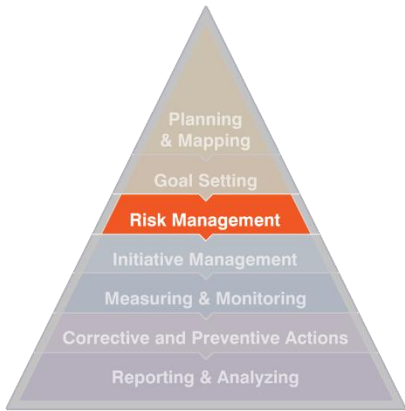 Planning
& Mapping
Goal Setting
Risk Management
Initiative Management
Measuring & Monitoring
Corrective and Preventive Actions
Reporting & Analyzing